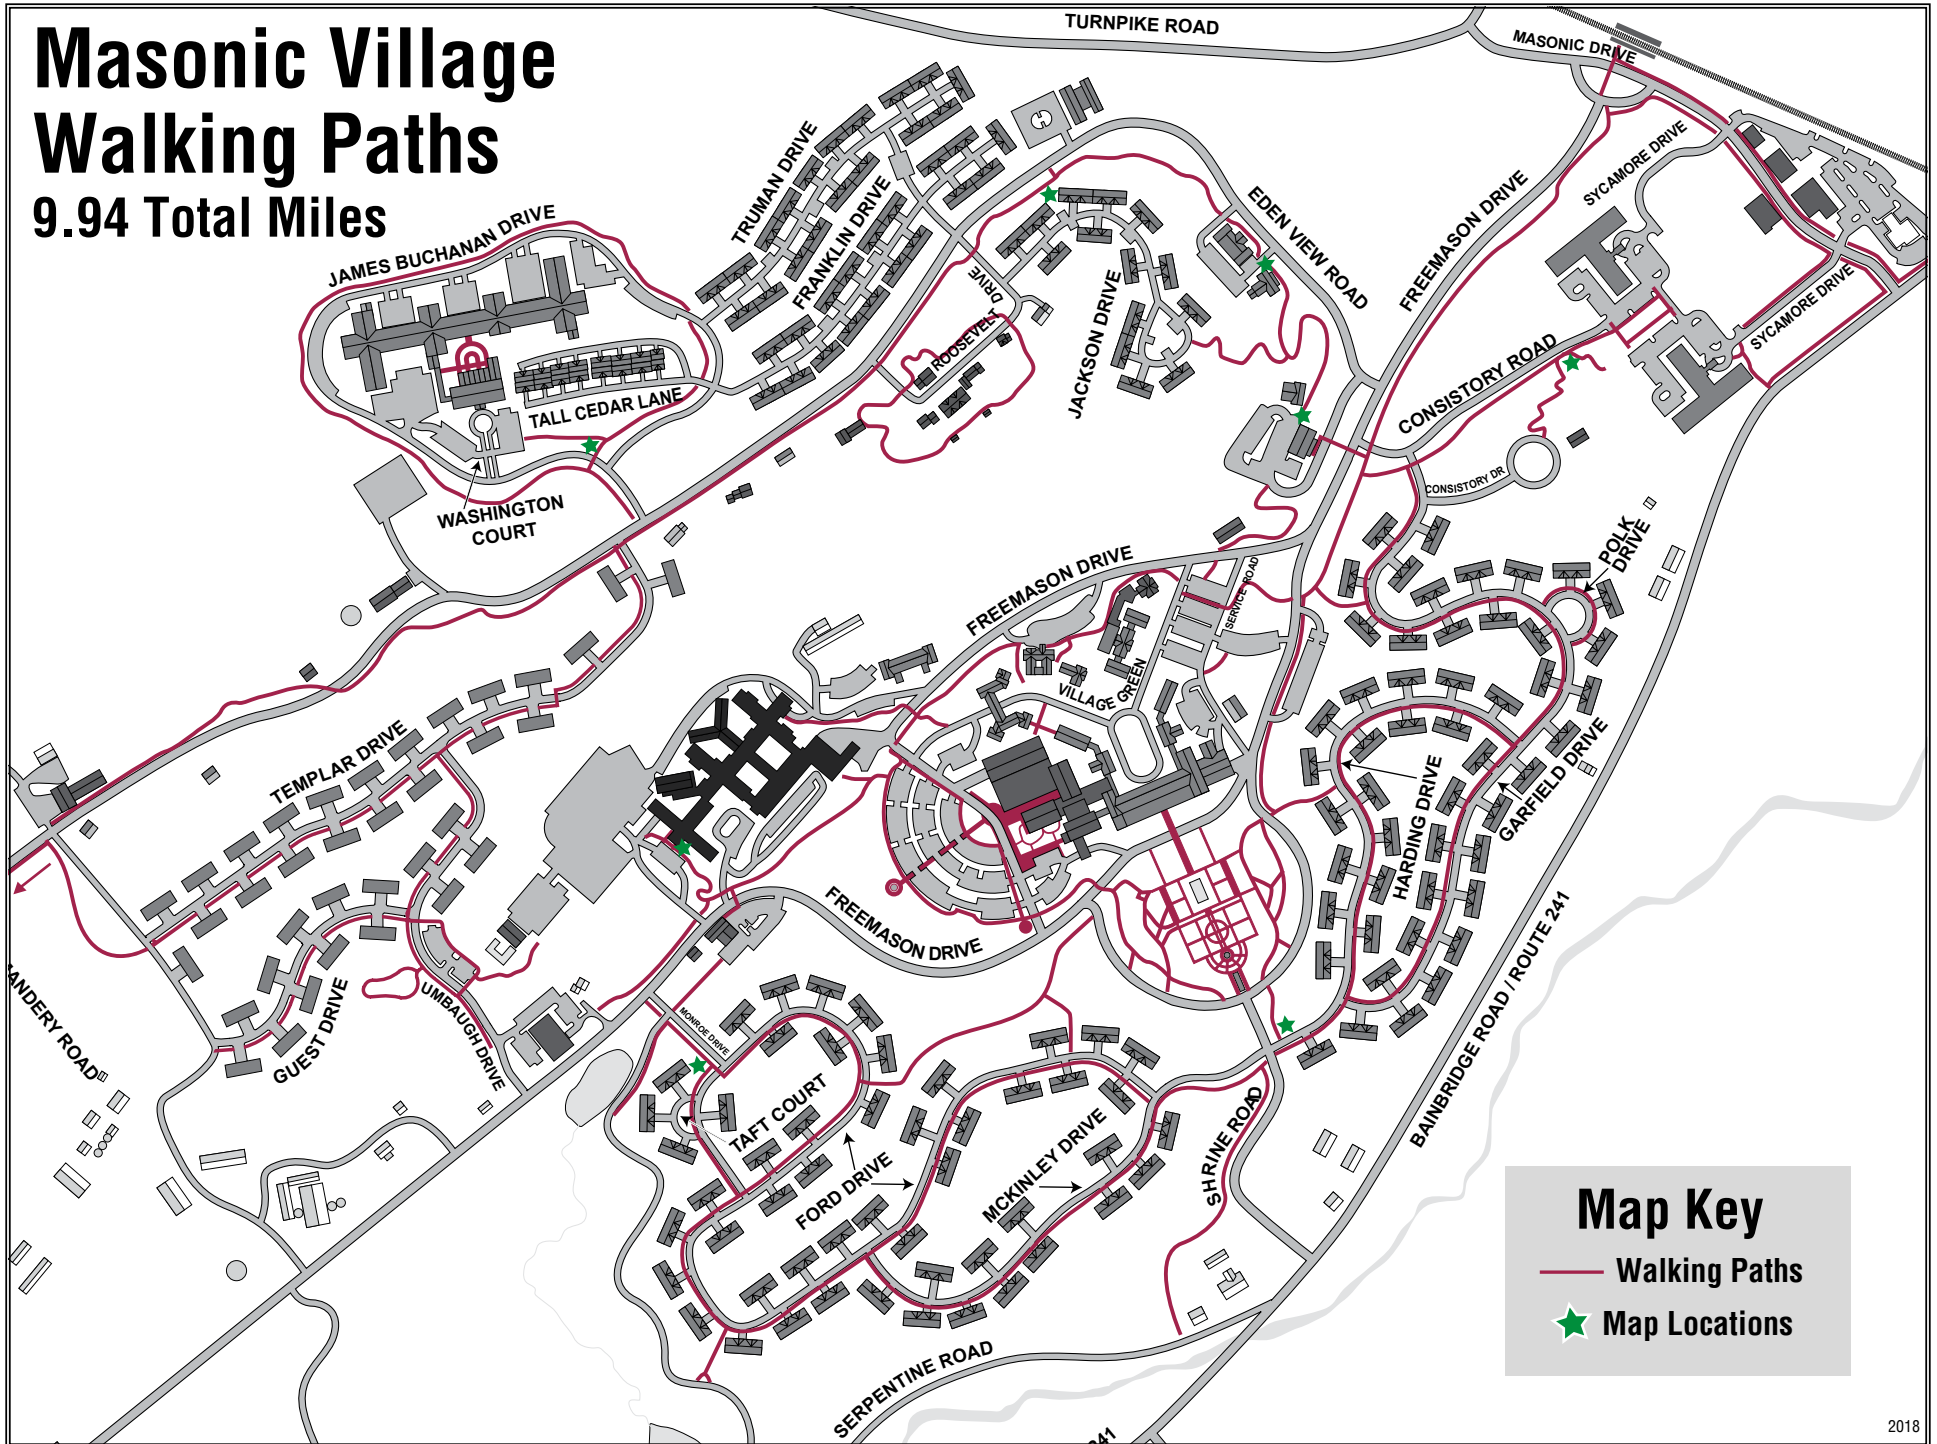 Masonic Village
Walking Paths
9.94 Total Miles
TURNPIKE ROAD
MASONIC DRIVE
SYCAMORE DRIVE
TRUMAN DRIVE
FRANKLIN DRIVE
JAMES BUCHANAN DRIVE
EDEN VIEW ROAD
FREEMASON DRIVE
SYCAMORE DRIVE
ROOSEVELT
DRIVE
JACKSON DRIVE
CONSISTORY ROAD
TALL CEDAR LANE
CONSISTORY DR
WASHINGTON
COURT
POLK
DRIVE
FREEMASON DRIVE
SERVICE ROAD
VILLAGE GREEN
TEMPLAR DRIVE
HARDING DRIVE
GARFIELD DRIVE
FREEMASON DRIVE
BAINBRIDGE ROAD / ROUTE 241
ANDERY ROAD
GUEST DRIVE
UMBAUGH DRIVE
MONROE DRIVE
TAFT COURT
FORD DRIVE
MCKINLEY DRIVE
SHRINE ROAD
SERPENTINE ROAD
241
Map Key
Walking Paths
Map Locations
2018